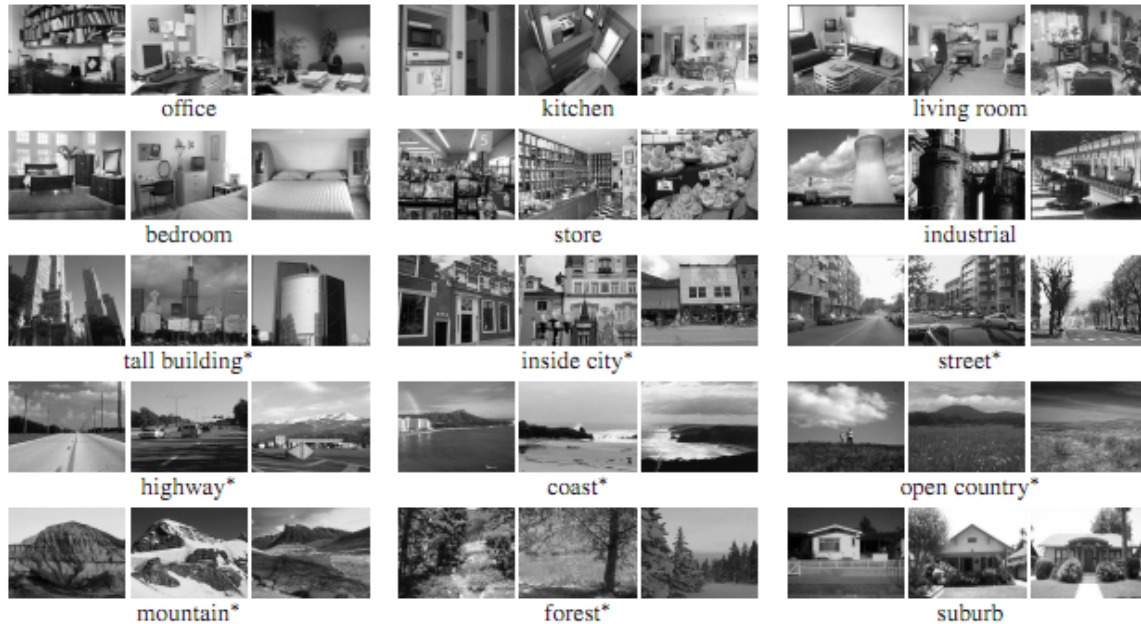 office kitchen living room
bedroom store industrial
tall building* inside city* street*
highway* coast* open country*
mountain* forest* suburb